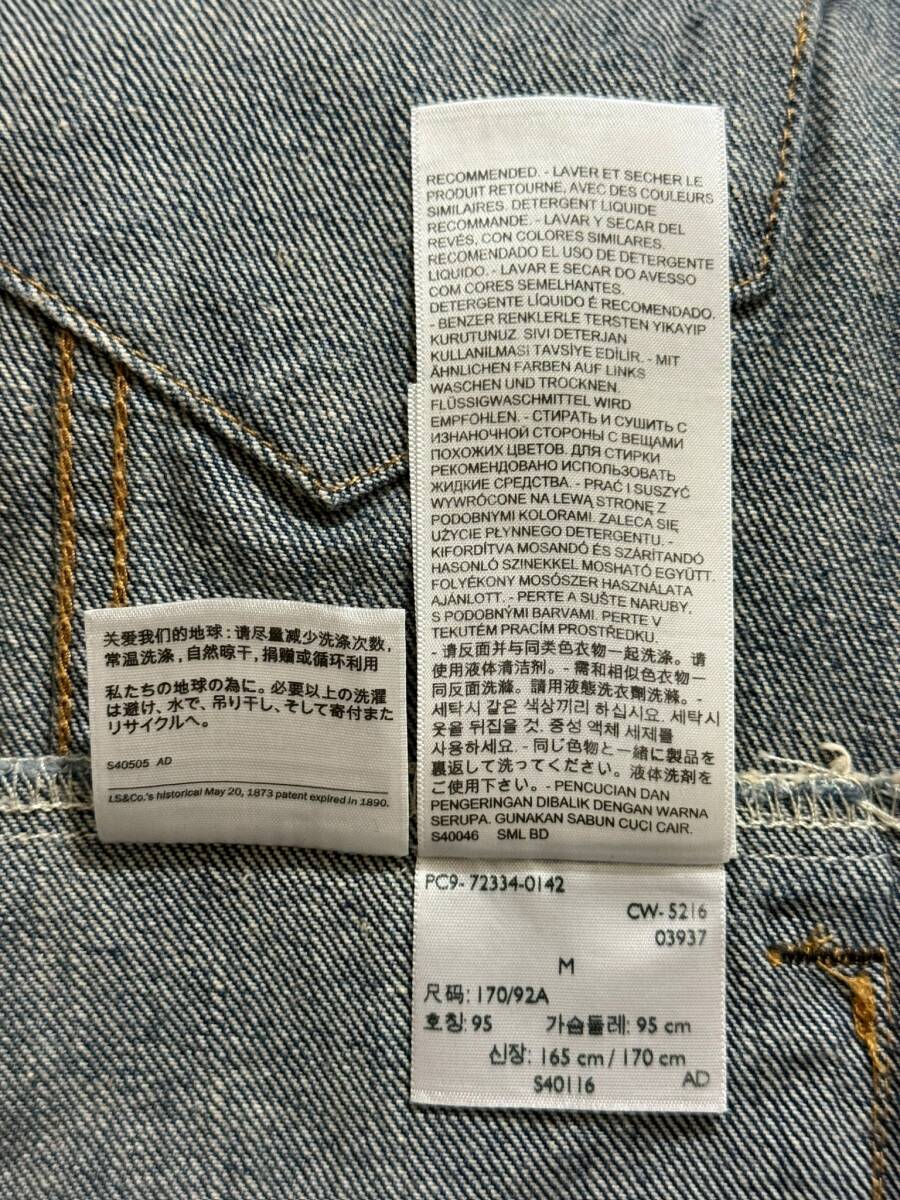 RECOMMENDED. - LAVER ET SECHER LE
PRODUIT RETOURNE, AVEC DES COULEURS
SIMILAIRES. DETERGENT LIQUIDE
RECOMMANDE. - LAVAR Y SECAR DEL
REVÉS, CON COLORES SIMILARES.
RECOMENDADO EL USO DE DETERGENTE
LIQUIDO. - LAVAR E SECAR DO AVESSO
COM CORES SEMELHANTES.
DETERGENTE LÍQUIDO É RECOMENDADO.
- BENZER RENKLERLE TERSTEN YIKAYIP
KURUTUNUZ. SIVI DETERJAN
KULLANILMASI TAVSİYE EDİLİR. - MIT
ÄHNLICHEN FARBEN AUF LINKS
WASCHEN UND TROCKNEN.
FLÜSSIGWASCHMITTEL WIRD
EMPFOHLEN. - СТИРАТЬ И СУШИТЬ С
ИЗНАНОЧНОЙ СТОРОНЫ С ВЕЩАМИ
ПОХОЖИХ ЦВЕТОВ. ДЛЯ СТИРКИ
РЕКОМЕНДОВАНО ИСПОЛЬЗОВАТЬ
ЖИДКИЕ СРЕДСТВА. - PRAĆ I SUSZYĆ
WYWRÓCONE NA LEWĄ STRONĘ Z
PODOBNYMI KOLORAMI. ZALECA SIĘ
UŻYCIE PŁYNNEGO DETERGENTU. -
KIFORDÍTVA MOSANDÓ ÉS SZÁRÍTANDÓ
HASONLÓ SZINEKKEL MOSHATÓ EGYÜTT.
FOLYÉKONY MOSÓSZER HASZNÁLATA
AJÁNLOTT. - PERTE A SUŠTE NARUBY,
S PODOBNÝMI BARVAMI. PERTE V
TEKUTÉM PRACÍM PROSTŘEDKU.
- 请反面并与同类色衣物一起洗涤。请
使用液体清洁剂。- 需和相似色衣物一
同反面洗滌。請用液態洗衣劑洗滌。-
세탁시 같은 색상끼리 하십시요. 세탁시
옷을 뒤집을 것. 중성 액체 세제를
사용하세요. - 同じ色物と一緒に製品を
裏返して洗ってください。液体洗剤をご使用下さい。- PENCUCIAN DAN
PENGERINGAN DIBALIK DENGAN WARNA
SERUPA. GUNAKAN SABUN CUCI CAIR.
S40046 SML BD
关爱我们的地球：请尽量减少洗涤次数，
常温洗涤，自然晾干，捐赠或循环利用
私たちの地球の為に。必要以上の洗濯
は避け、水で、吊り干し、そして寄付また
リサイクルへ。
S40505 AD
LS&Co.'s historical May 20, 1873 patent expired in 1890.
PC9-72334-0142
CW-5216
03937
M
尺码: 170/92A
호칭: 95 가슴둘레: 95 cm
신장: 165 cm / 170 cm
S40116 AD